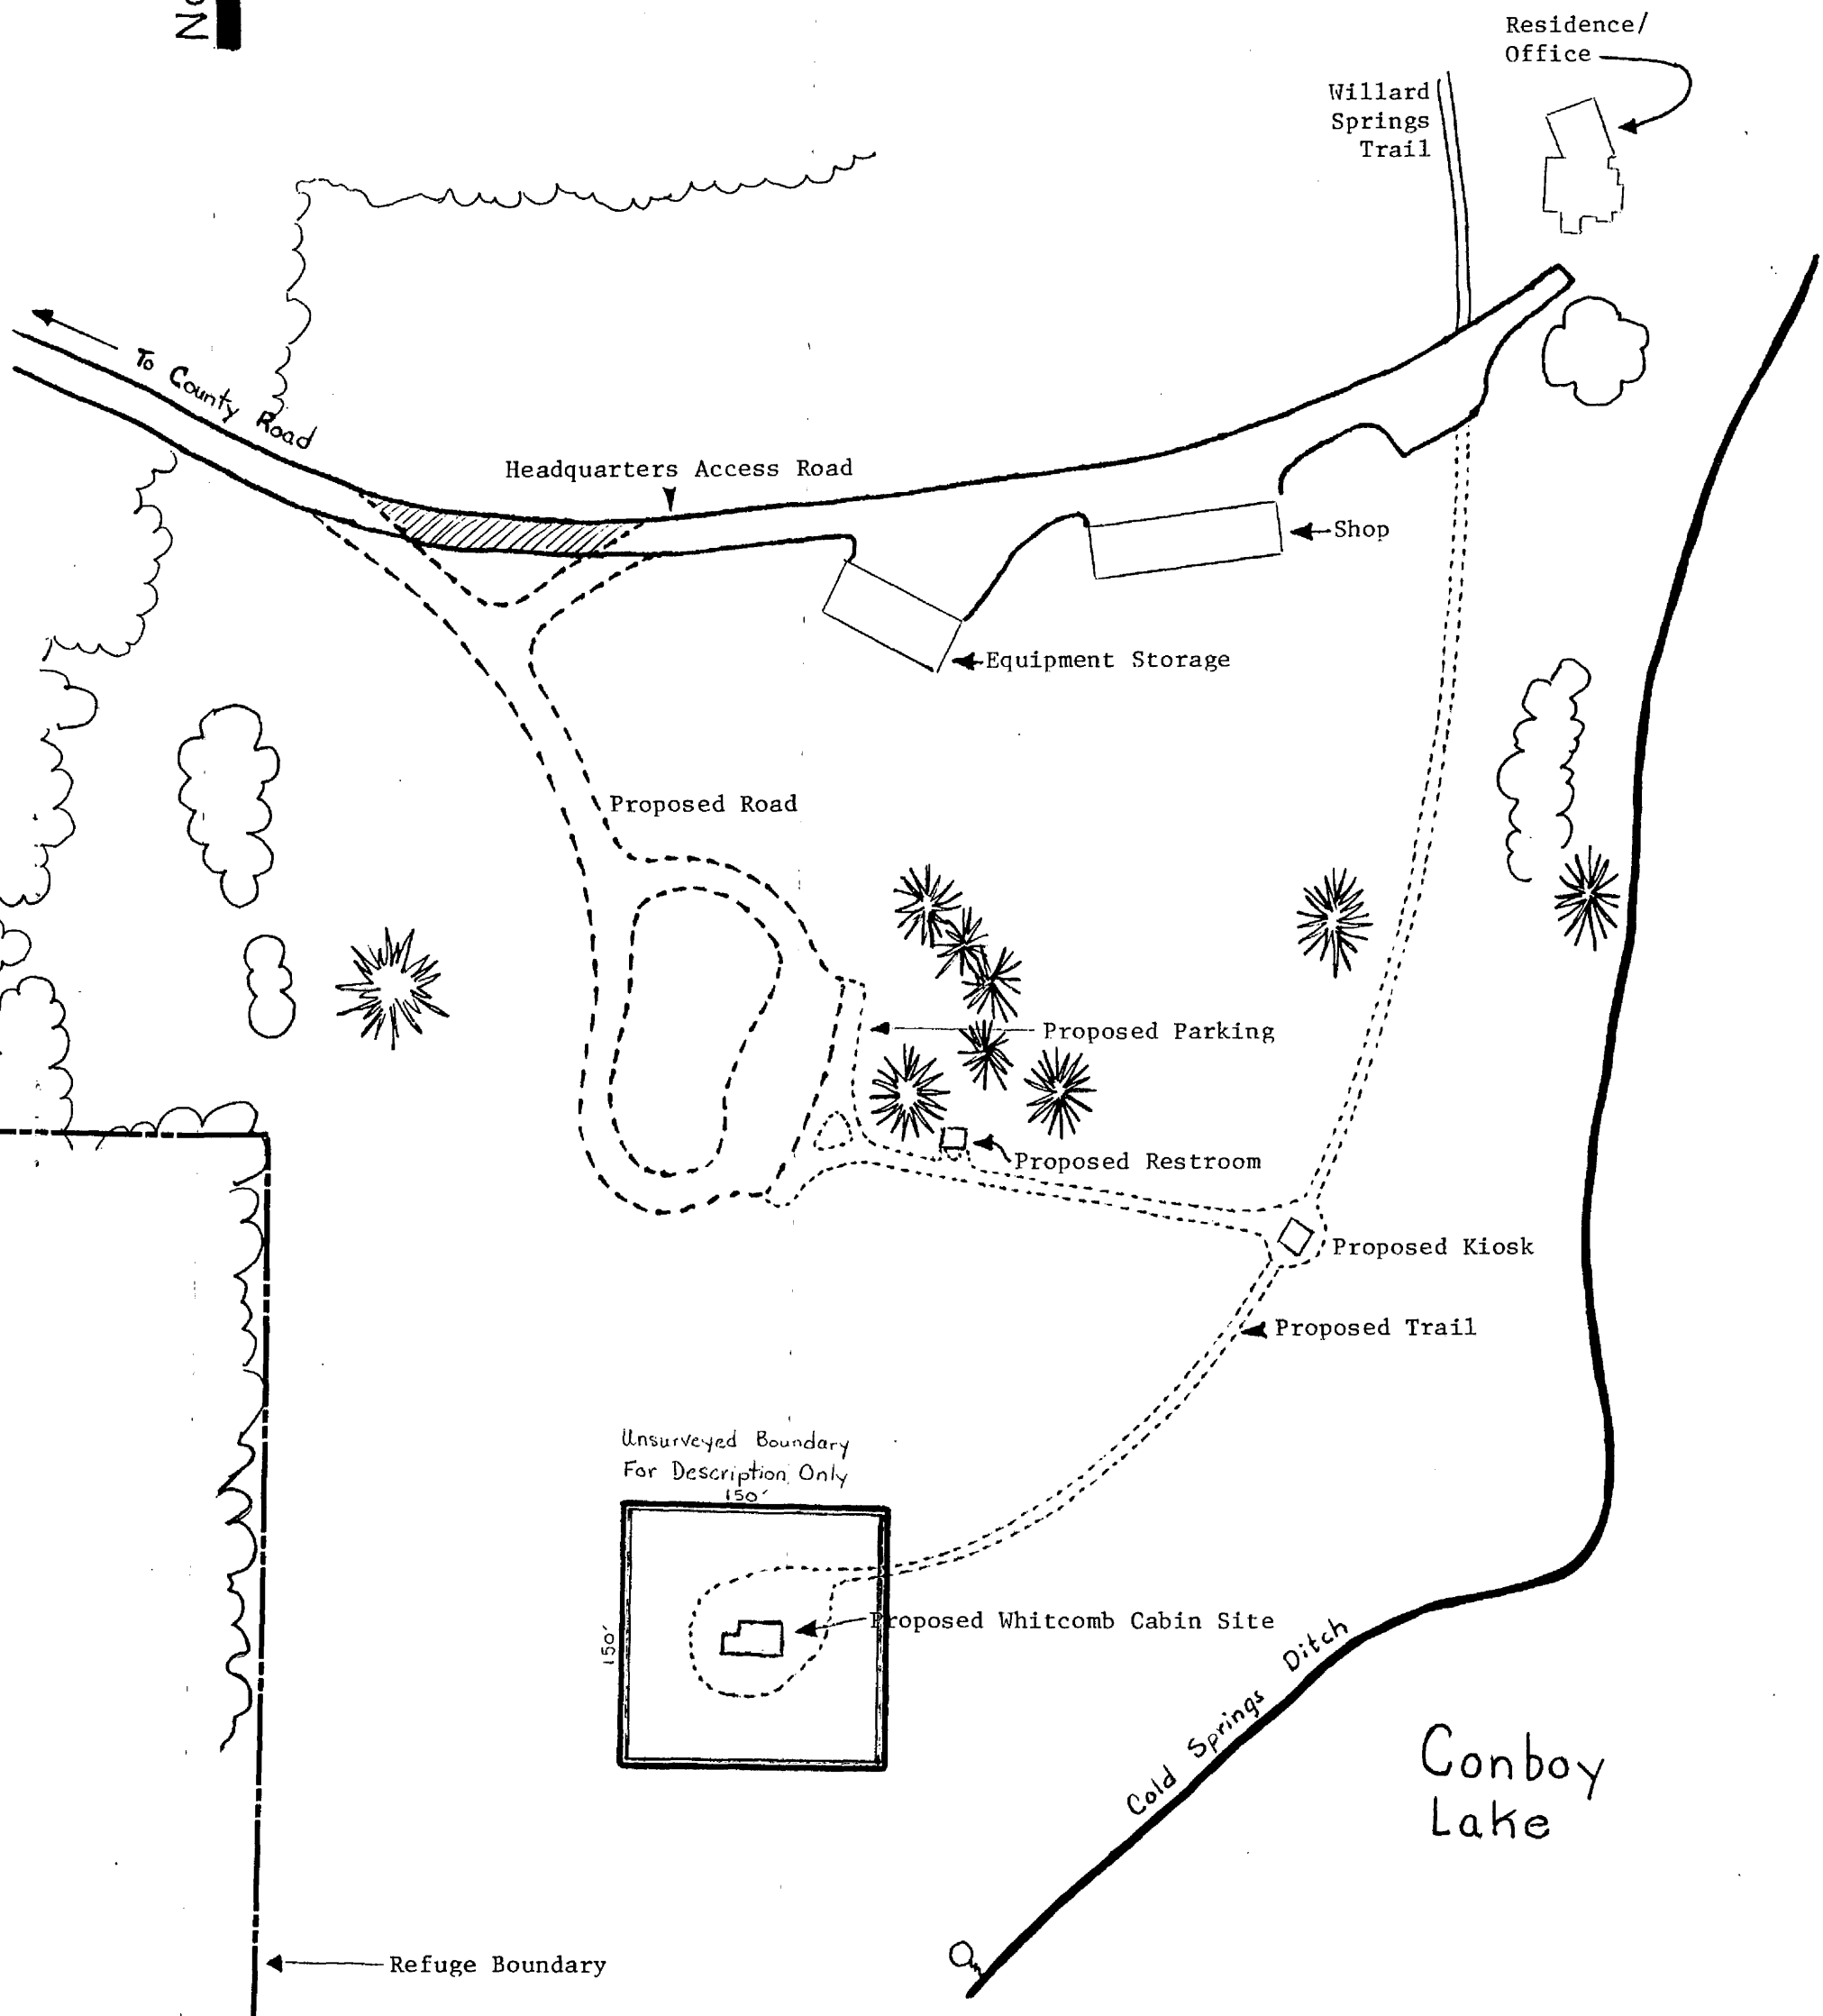 Residence/
Office
Willard
Springs
Trail
To County Road
Headquarters Access Road
Shop
Equipment Storage
Proposed Road
Proposed Parking
Proposed Restroom
Proposed Kiosk
Proposed Trail
Unsurveyed Boundary
For Description Only
150'
150'
Proposed Whitcomb Cabin Site
Cold Springs Ditch
Conboy
Lake
Refuge Boundary